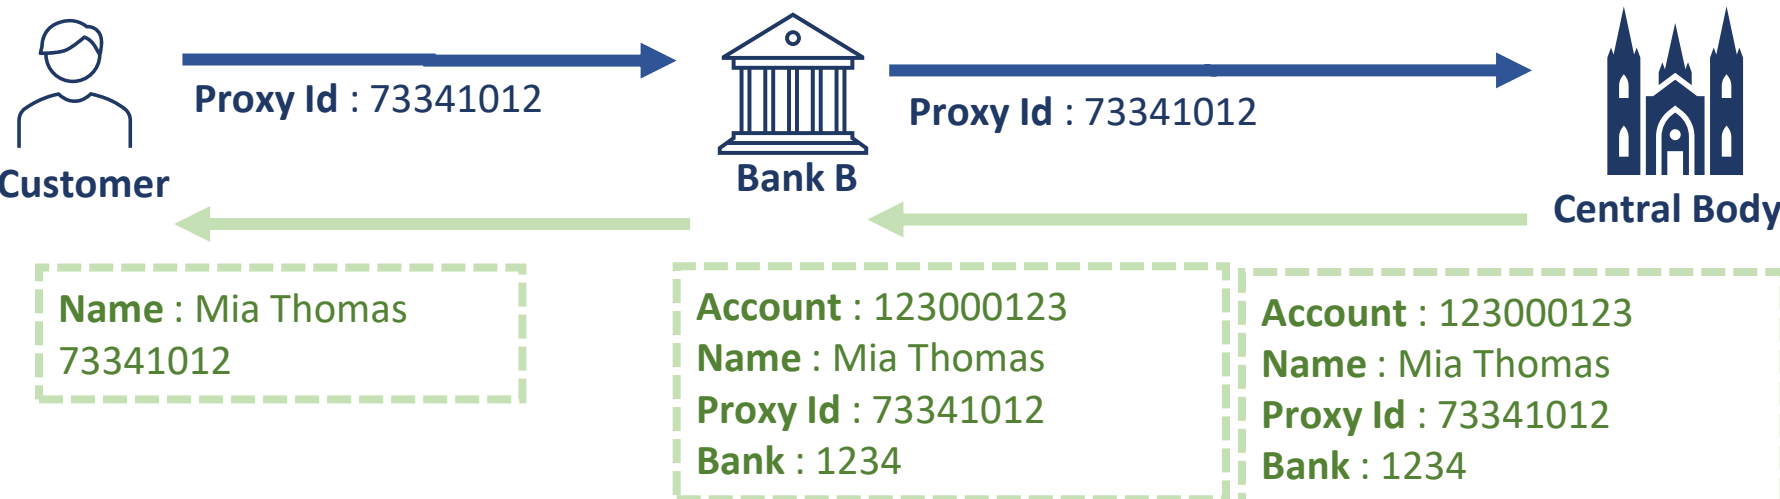 Proxy Id : 73341012
Proxy Id : 73341012
Customer
Bank B
Central Body
Name : Mia Thomas
73341012
Account : 123000123
Name : Mia Thomas
Proxy Id : 73341012
Bank : 1234
Account : 123000123
Name : Mia Thomas
Proxy Id : 73341012
Bank : 1234